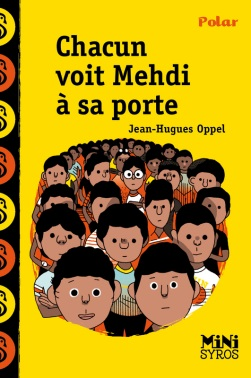 Polar
Chacun
voit Mehdi
à sa porte
Jean-Hugues Oppel
MiNi
SYROS